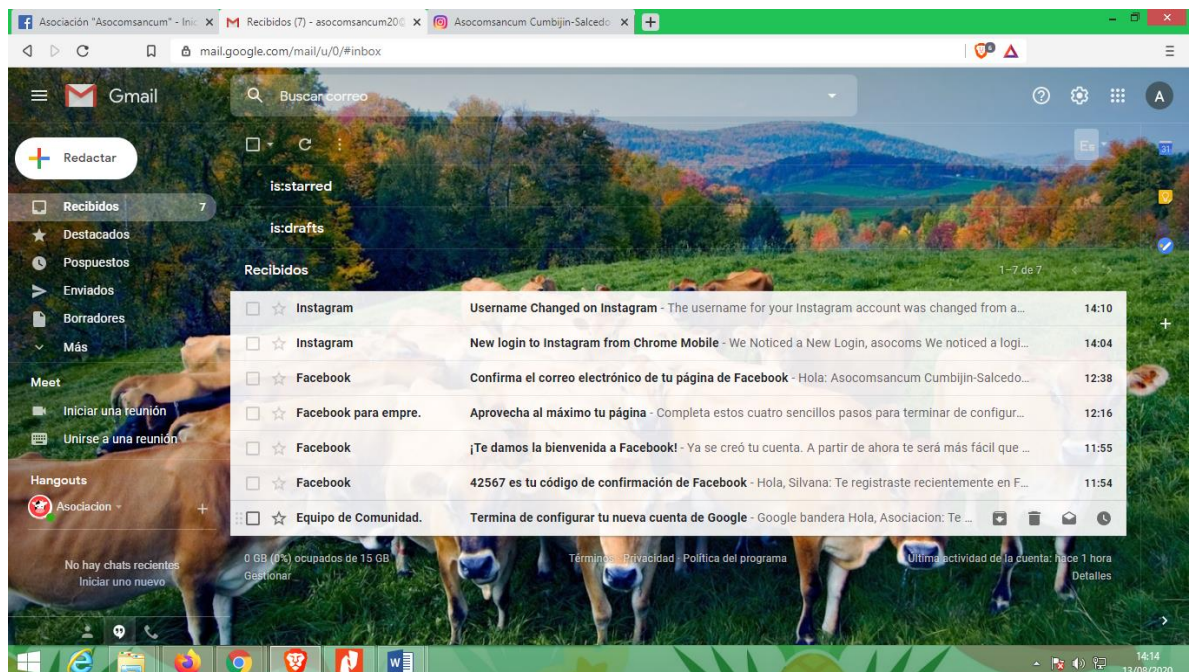 Asociación "Asocomsancum" - Inic
Recibidos (7) - asocomsancum20
Asocomsancum Cumbijin-Salcedo
mail.google.com/mail/u/0/#inbox
Gmail
Buscar correo
A
Redactar
Es
31
is:starred
Recibidos 7
is:drafts
Destacados
Pospuestos
Recibidos
1–7 de 7
Enviados
Instagram Username Changed on Instagram - The username for your Instagram account was changed from a... 14:10
Borradores
Más
Instagram New login to Instagram from Chrome Mobile - We Noticed a New Login, asocoms We noticed a logi... 14:04
Meet
Facebook Confirma el correo electrónico de tu página de Facebook - Hola: Asocomsancum Cumbijin-Salcedo... 12:38
Iniciar una reunión
Facebook para empre. Aprovecha al máximo tu página - Completa estos cuatro sencillos pasos para terminar de configur... 12:16
Unirse a una reunión
Facebook ¡Te damos la bienvenida a Facebook! - Ya se creó tu cuenta. A partir de ahora te será más fácil que ... 11:55
Hangouts
Facebook 42567 es tu código de confirmación de Facebook - Hola, Silvana: Te registraste recientemente en F... 11:54
Asociacion
Equipo de Comunidad. Termina de configurar tu nueva cuenta de Google - Google bandera Hola, Asociacion: Te ...
No hay chats recientes
Iniciar uno nuevo
0 GB (0%) ocupados de 15 GB
Gestionar
Términos - Privacidad - Política del programa
Última actividad de la cuenta: hace 1 hora
Detalles
14:14
13/08/2020